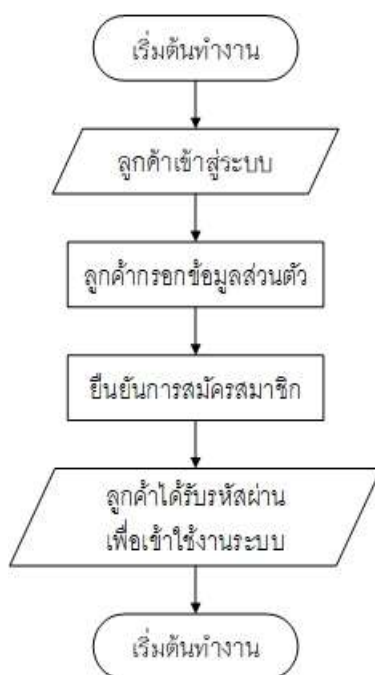 เริ่มต้นทำงาน
ลูกค้าเข้าสู่ระบบ
ลูกค้ากรอกข้อมูลส่วนตัว
ยืนยันการสมัครสมาชิก
ลูกค้าได้รับรหัสผ่าน
เพื่อเข้าใช้งานระบบ
เริ่มต้นทำงาน